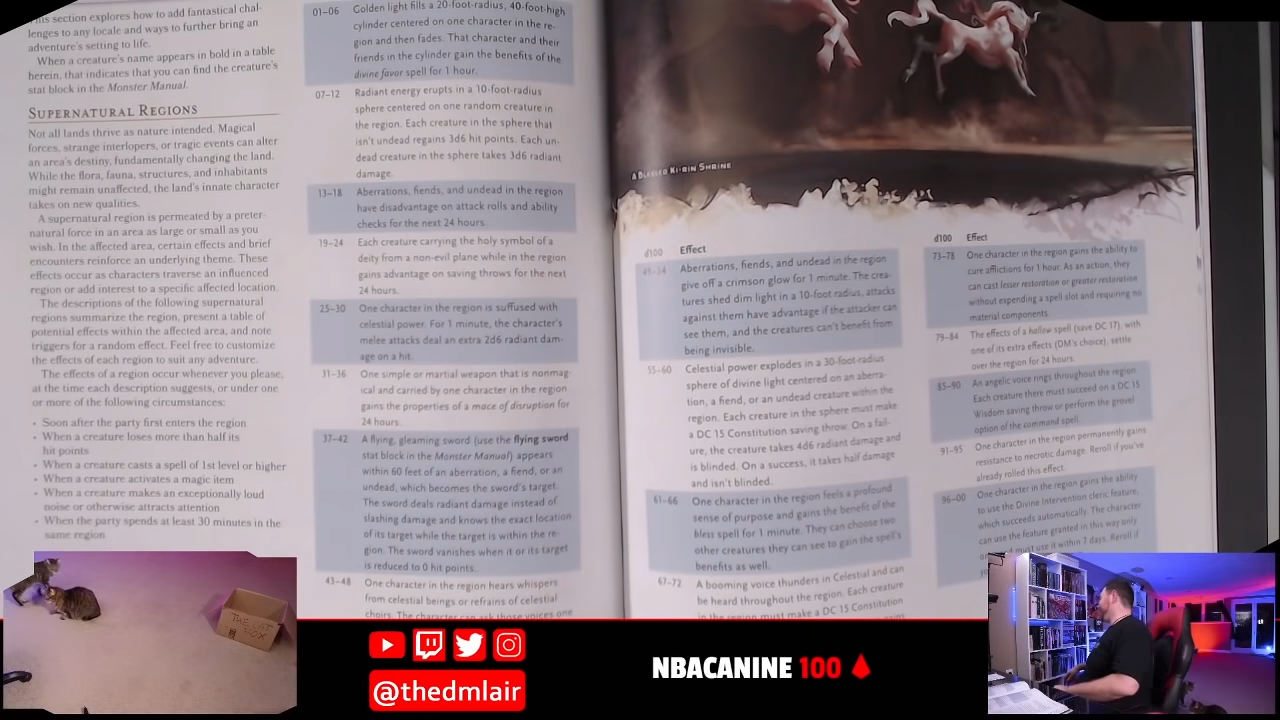 This section explores how to add fantastical chal-
lenges to any locale and ways to further bring an
adventure's setting to life.
When a creature's name appears in bold in a table
herein, that indicates that you can find the creature's
stat block in the Monster Manual.
SUPERNATURAL REGIONS
Not all lands thrive as nature intended. Magical
forces, strange interlopers, or tragic events can alter
an area's destiny, fundamentally changing the land.
While the flora, fauna, structures, and inhabitants
might remain unaffected, the land's innate character
takes on new qualities.
A supernatural region is permeated by a preter-
natural force in an area as large or small as you
wish. In the affected area, certain effects and brief
encounters reinforce an underlying theme. These
effects occur as characters traverse an influenced
region or add interest to a specific affected location.
The descriptions of the following supernatural
regions summarize the region, present a table of
potential effects within the affected area, and note
triggers for a random effect. Feel free to customize
the effects of each region to suit any adventure.
The effects of a region occur whenever you please,
at the time each description suggests, or under one
or more of the following circumstances:
• Soon after the party first enters the region
• When a creature loses more than half its
hit points
• When a creature casts a spell of 1st level or higher
• When a creature activates a magic item
• When a creature makes an exceptionally loud
noise or otherwise attracts attention
• When the party spends at least 30 minutes in the
same region
01–06 Golden light fills a 20-foot-radius, 40-foot-high
cylinder centered on one character in the re-
gion and then fades. That character and their
friends in the cylinder gain the benefits of the
divine favor spell for 1 hour.
07–12 Radiant energy erupts in a 10-foot-radius
sphere centered on one random creature in
the region. Each creature in the sphere that
isn't undead regains 3d6 hit points. Each un-
dead creature in the sphere takes 3d6 radiant
damage.
13–18 Aberrations, fiends, and undead in the region
have disadvantage on attack rolls and ability
checks for the next 24 hours.
19–24 Each creature carrying the holy symbol of a
deity from a non-evil plane while in the region
gains advantage on saving throws for the next
24 hours.
25–30 One character in the region is suffused with
celestial power. For 1 minute, the character's
melee attacks deal an extra 2d6 radiant dam-
age on a hit.
31–36 One simple or martial weapon that is nonmag-
ical and carried by one character in the region
gains the properties of a mace of disruption for
24 hours.
37–42 A flying, gleaming sword (use the flying sword
stat block in the Monster Manual) appears
within 60 feet of an aberration, a fiend, or an
undead, which becomes the sword's target.
The sword deals radiant damage instead of
slashing damage and knows the exact location
of its target while the target is within the re-
gion. The sword vanishes when it or its target
is reduced to 0 hit points.
43–48 One character in the region hears whispers
from celestial beings or refrains of celestial
choirs. The character can ask those voices one
A BLESSED KI-RIN SHRINE
d100 Effect
49–54 Aberrations, fiends, and undead in the region
give off a crimson glow for 1 minute. The crea-
tures shed dim light in a 10-foot radius, attacks
against them have advantage if the attacker can
see them, and the creatures can't benefit from
being invisible.
55–60 Celestial power explodes in a 30-foot-radius
sphere of divine light centered on an aberra-
tion, a fiend, or an undead creature within the
region. Each creature in the sphere must make
a DC 15 Constitution saving throw. On a fail-
ure, the creature takes 4d6 radiant damage and
is blinded. On a success, it takes half damage
and isn't blinded.
61–66 One character in the region feels a profound
sense of purpose and gains the benefit of the
bless spell for 1 minute. They can choose two
other creatures they can see to gain the spell's
benefits as well.
67–72 A booming voice thunders in Celestial and can
be heard throughout the region. Each creature
in the region must make a DC 15 Constitution
d100 Effect
73–78 One character in the region gains the ability to
cure afflictions for 1 hour. As an action, they
can cast lesser restoration or greater restoration
without expending a spell slot and requiring no
material components.
79–84 The effects of a hallow spell (save DC 17), with
one of its extra effects (DM's choice), settle
over the region for 24 hours.
85–90 An angelic voice rings throughout the region.
Each creature there must succeed on a DC 15
Wisdom saving throw or perform the grovel
option of the command spell.
91–95 One character in the region permanently gains
resistance to necrotic damage. Reroll if you've
already rolled this effect.
96–00 One character in the region gains the ability
to use the Divine Intervention cleric feature,
which succeeds automatically. The character
can use the feature granted in this way only
must use it within 7 days. Reroll if
THE CAT
BOX
@thedmlair
NBACANINE 100